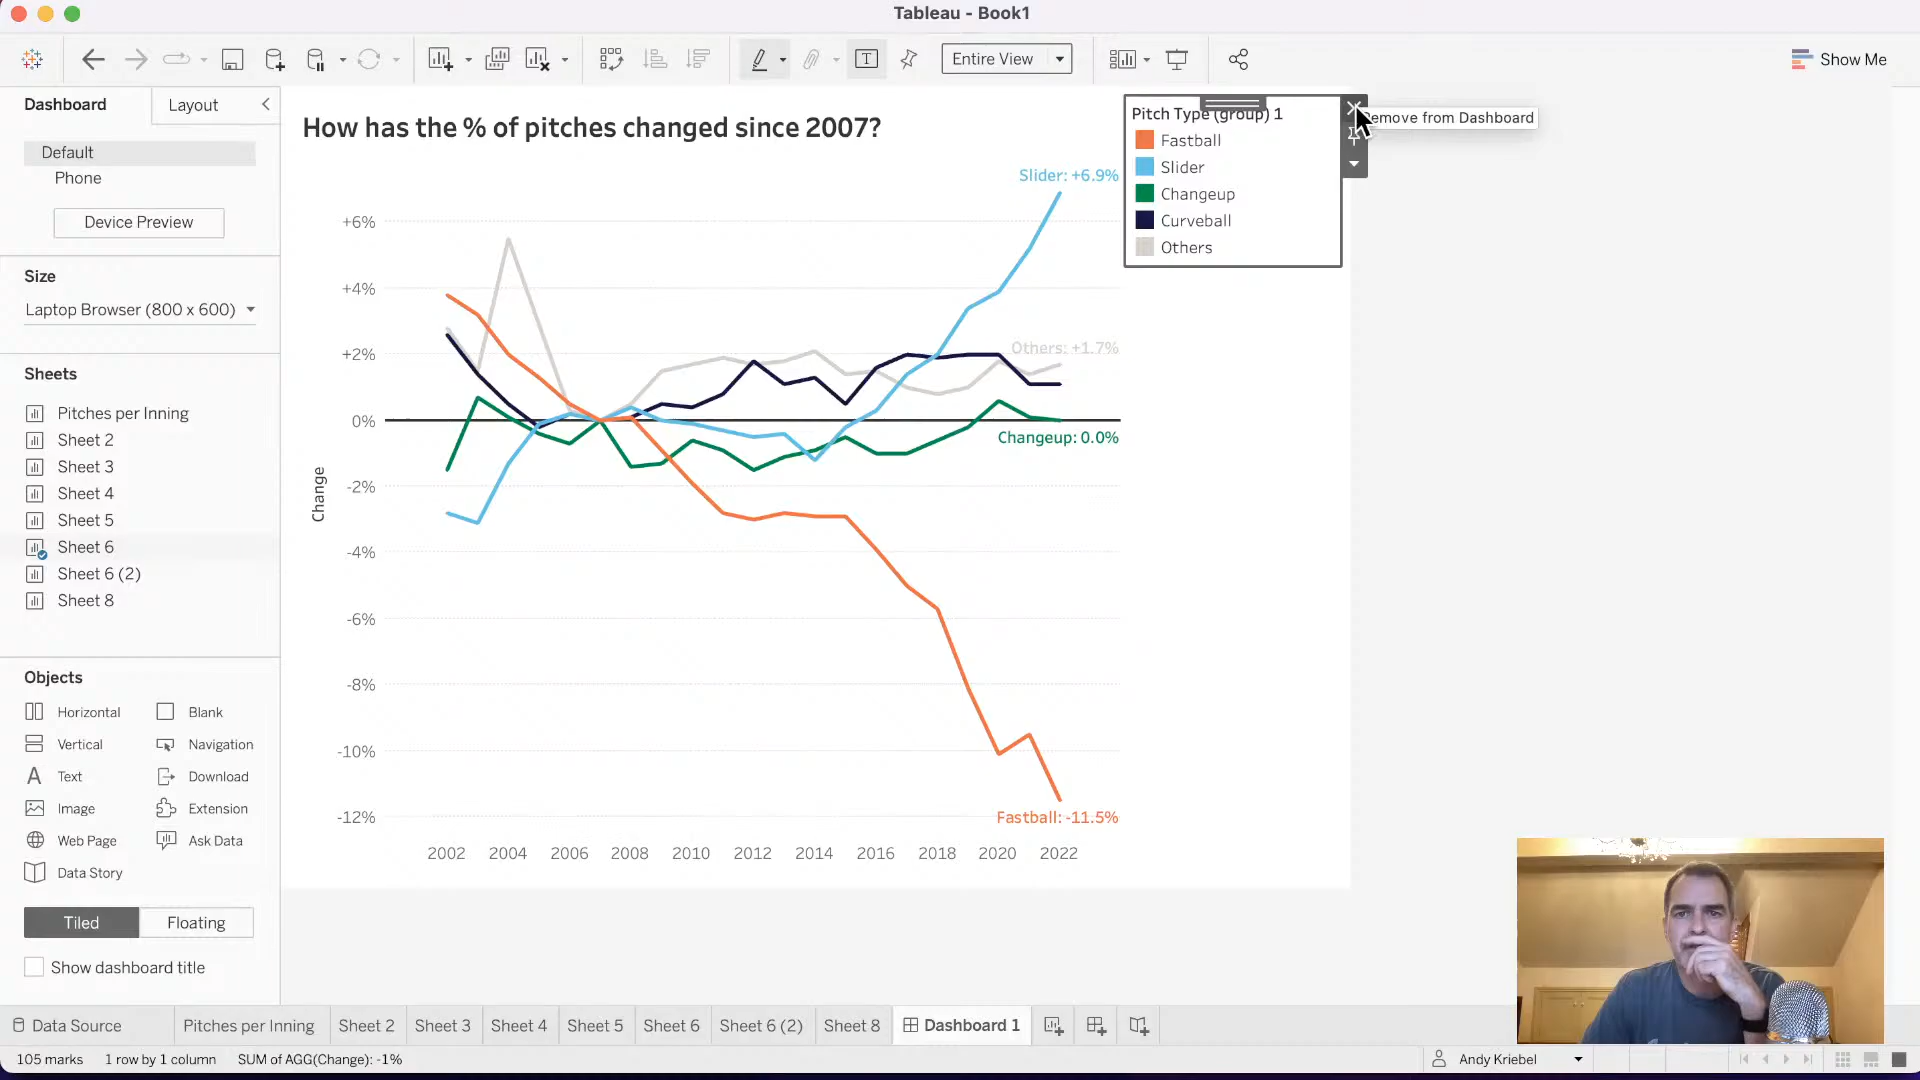 Tableau - Book1
Entire View
Show Me
Dashboard
Layout
Default
Phone
Device Preview
Size
Laptop Browser (800 x 600)
Sheets
Pitches per Inning
Sheet 2
Sheet 3
Sheet 4
Sheet 5
Sheet 6
Sheet 6 (2)
Sheet 8
Objects
Horizontal
Blank
Vertical
Navigation
Text
Download
Image
Extension
Web Page
Ask Data
Data Story
Tiled
Floating
Show dashboard title
How has the % of pitches changed since 2007?
Slider: +6.9%
+6%
+4%
+2%
0%
-2%
-4%
-6%
-8%
-10%
-12%
Change
Others: +1.7%
Changeup: 0.0%
Fastball: -11.5%
2002 2004 2006 2008 2010 2012 2014 2016 2018 2020 2022
Pitch Type (group) 1
Fastball
Slider
Changeup
Curveball
Others
Remove from Dashboard
Data Source
Pitches per Inning
Sheet 2
Sheet 3
Sheet 4
Sheet 5
Sheet 6
Sheet 6 (2)
Sheet 8
Dashboard 1
105 marks
1 row by 1 column
SUM of AGG(Change): -1%
Andy Kriebel